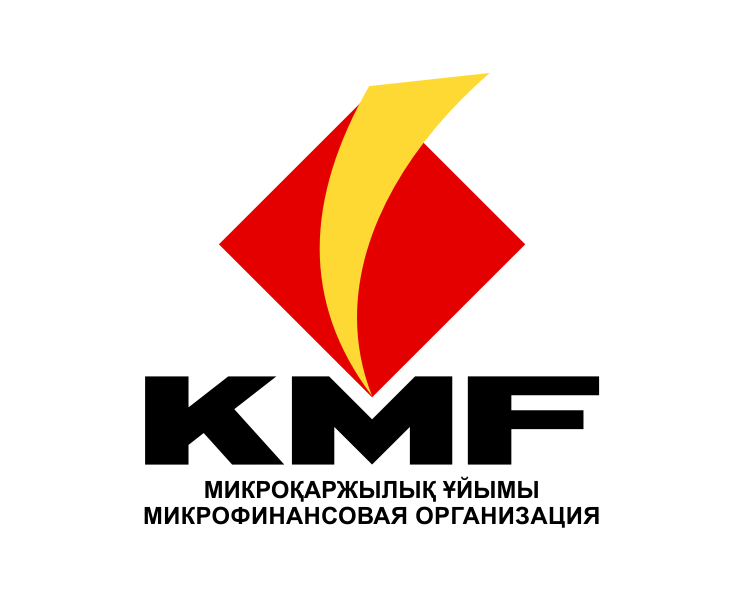 KMF
МИКРОҚАРЖЫЛЫҚ ҰЙЫМЫ
МИКРОФИНАНСОВАЯ ОРГАНИЗАЦИЯ